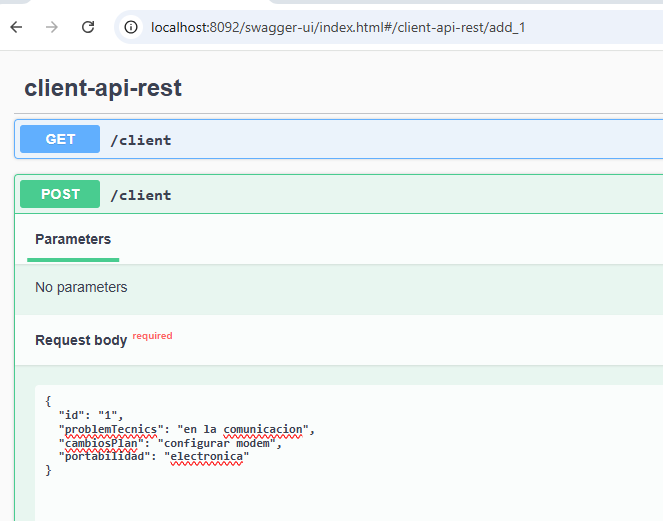 localhost:8092/swagger-ui/index.html#/client-api-rest/add_1
client-api-rest
GET /client
POST /client
Parameters
No parameters
Request body required
{
  "id": "1",
  "problemTecnics": "en la comunicacion",
  "cambiosPlan": "configurar modem",
  "portabilidad": "electronica"
}